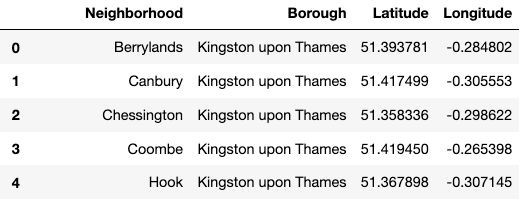 Neighborhood Borough Latitude Longitude
0 Berrylands Kingston upon Thames 51.393781 -0.284802
1 Canbury Kingston upon Thames 51.417499 -0.305553
2 Chessington Kingston upon Thames 51.358336 -0.298622
3 Coombe Kingston upon Thames 51.419450 -0.265398
4 Hook Kingston upon Thames 51.367898 -0.307145